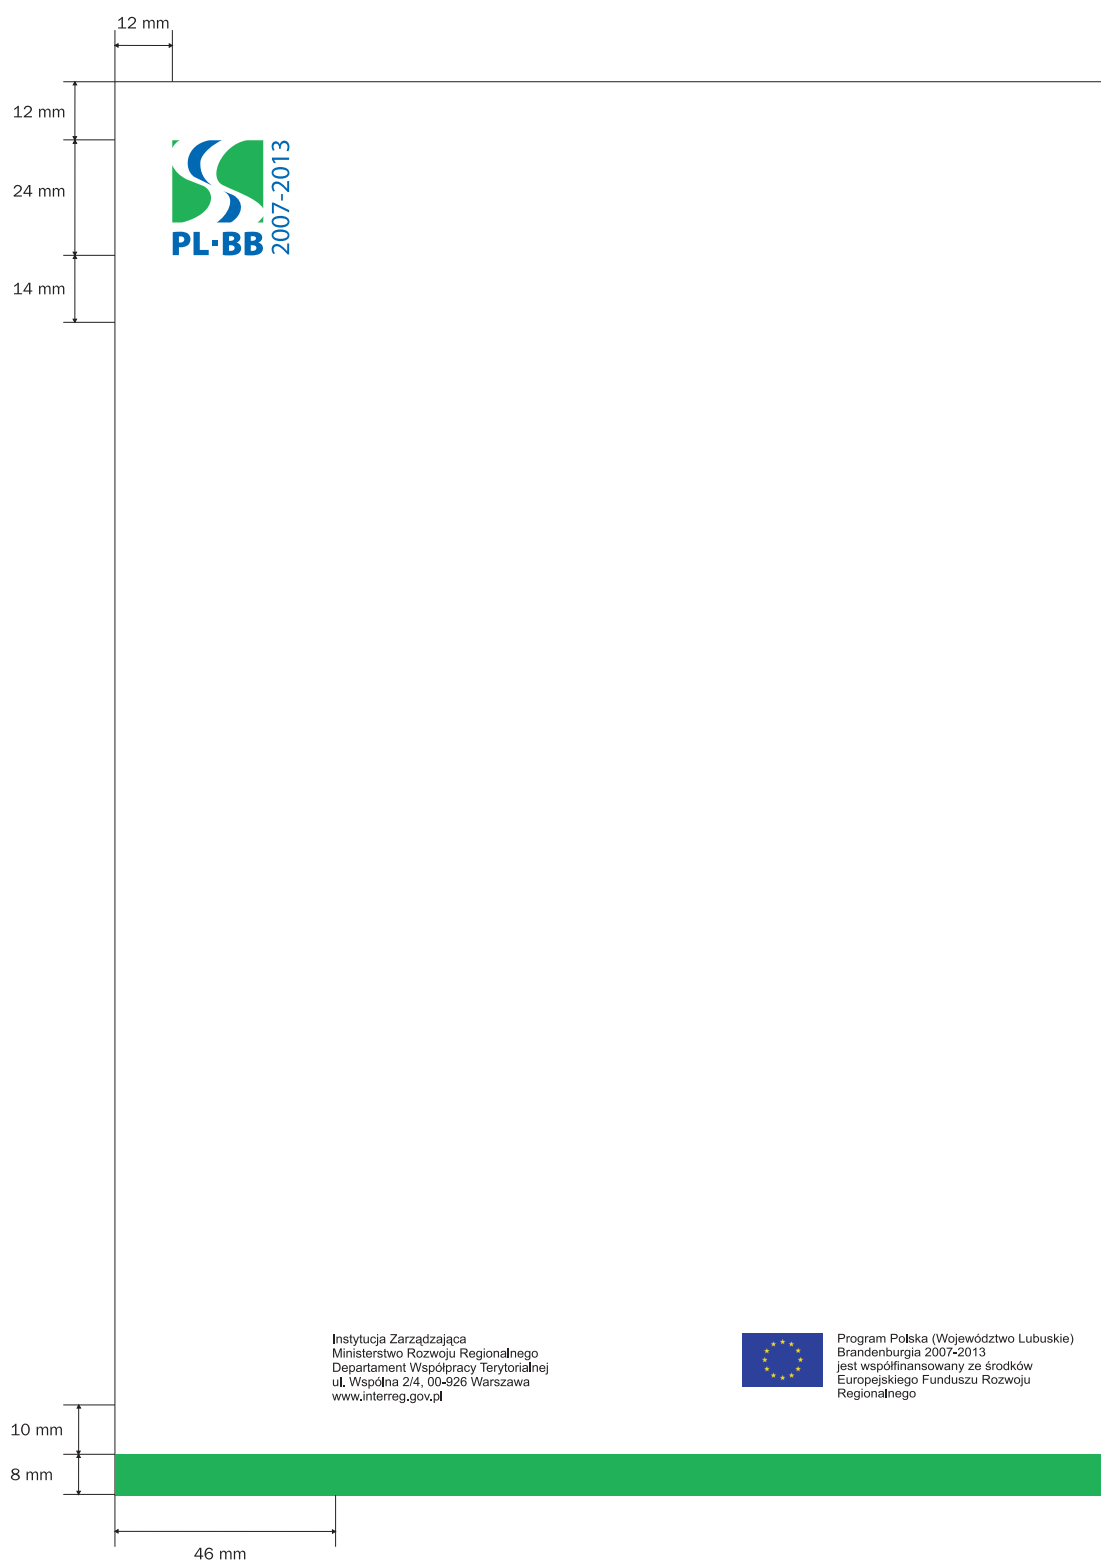 12 mm
12 mm
24 mm
14 mm
PL·BB
2007-2013
Instytucja Zarządzająca
Ministerstwo Rozwoju Regionalnego
Departament Współpracy Terytorialnej
ul. Wspólna 2/4, 00-926 Warszawa
www.interreg.gov.pl
Program Polska (Województwo Lubuskie)
Brandenburgia 2007-2013
jest współfinansowany ze środków
Europejskiego Funduszu Rozwoju
Regionalnego
10 mm
8 mm
46 mm